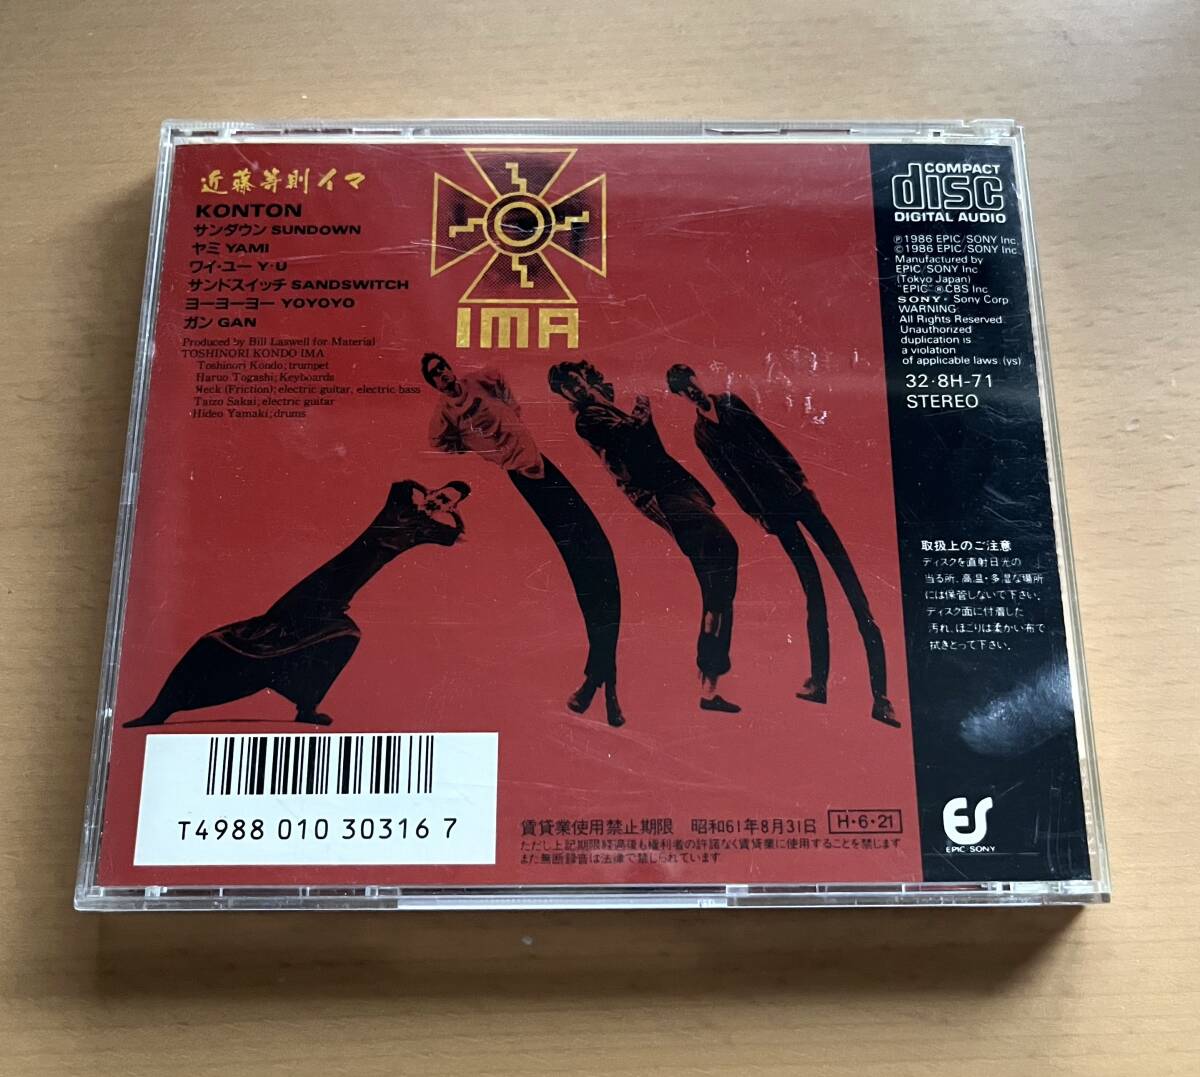 近藤等則イマ
KONTON
サンダウン SUNDOWN
ヤミ YAMI
ワイ・ユー Y・U
サンドスイッチ SANDSWITCH
ヨーヨーヨー YOYOYO
ガン GAN
Produced by Bill Laswell for Material
TOSHINORI KONDO IMA
Toshinori Kondo; trumpet
Haruo Togashi; Keyboards
Reck (Friction); electric guitar, electric bass
Taizo Sakai; electric guitar
Hideo Yamaki; drums
IMA
COMPACT
disc
DIGITAL AUDIO
Ⓟ1986 EPIC/SONY Inc.
©1986 EPIC/SONY Inc.
Manufactured by
EPIC/SONY Inc
(Tokyo Japan)
"EPIC" ® CBS Inc
SONY® Sony Corp
WARNING:
All Rights Reserved.
Unauthorized
duplication is
a violation
of applicable laws. (ys)
32・8H-71
STEREO
取扱上のご注意
ディスクを直射日光の
当る所、高温・多湿な場所
には保管しないで下さい。
ディスク面に付着した
汚れ、ほこりは柔かい布で
拭きとって下さい。
ES
EPIC・SONY
T4988 010 30316 7
賃貸業使用禁止期限 昭和61年8月31日 H・6・21
ただし上記期限経過後も権利者の許諾なく賃貸業に使用することを禁じます
また無断録音は法律で禁じられています